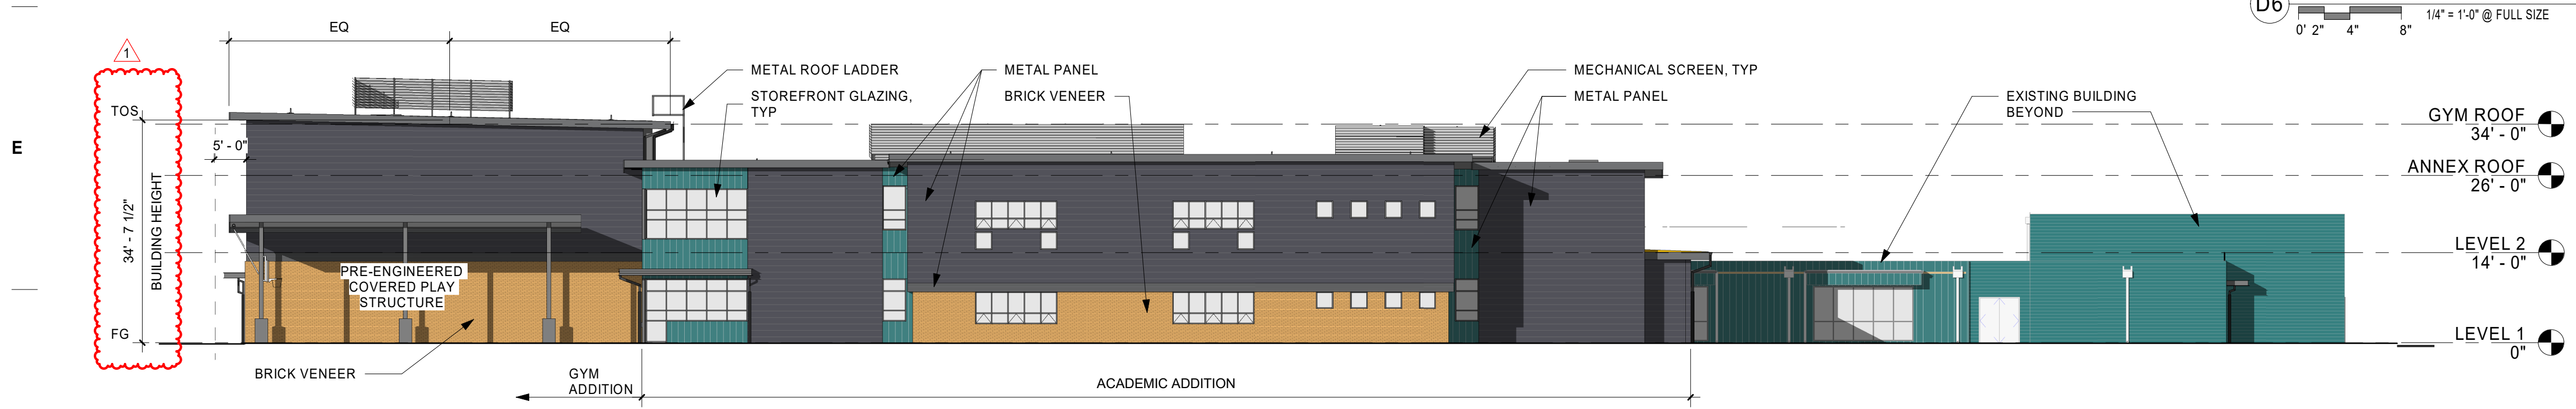 D6
1/4" = 1'-0" @ FULL SIZE
0' 2" 4" 8"
EQ
EQ
1
METAL ROOF LADDER
STOREFRONT GLAZING,
TYP
METAL PANEL
BRICK VENEER
MECHANICAL SCREEN, TYP
METAL PANEL
EXISTING BUILDING
BEYOND
TOS
GYM ROOF
34' - 0"
5' - 0"
E
ANNEX ROOF
26' - 0"
34' - 7 1/2"
BUILDING HEIGHT
LEVEL 2
14' - 0"
PRE-ENGINEERED
COVERED PLAY
STRUCTURE
FG
LEVEL 1
0"
BRICK VENEER
GYM
ADDITION
ACADEMIC ADDITION